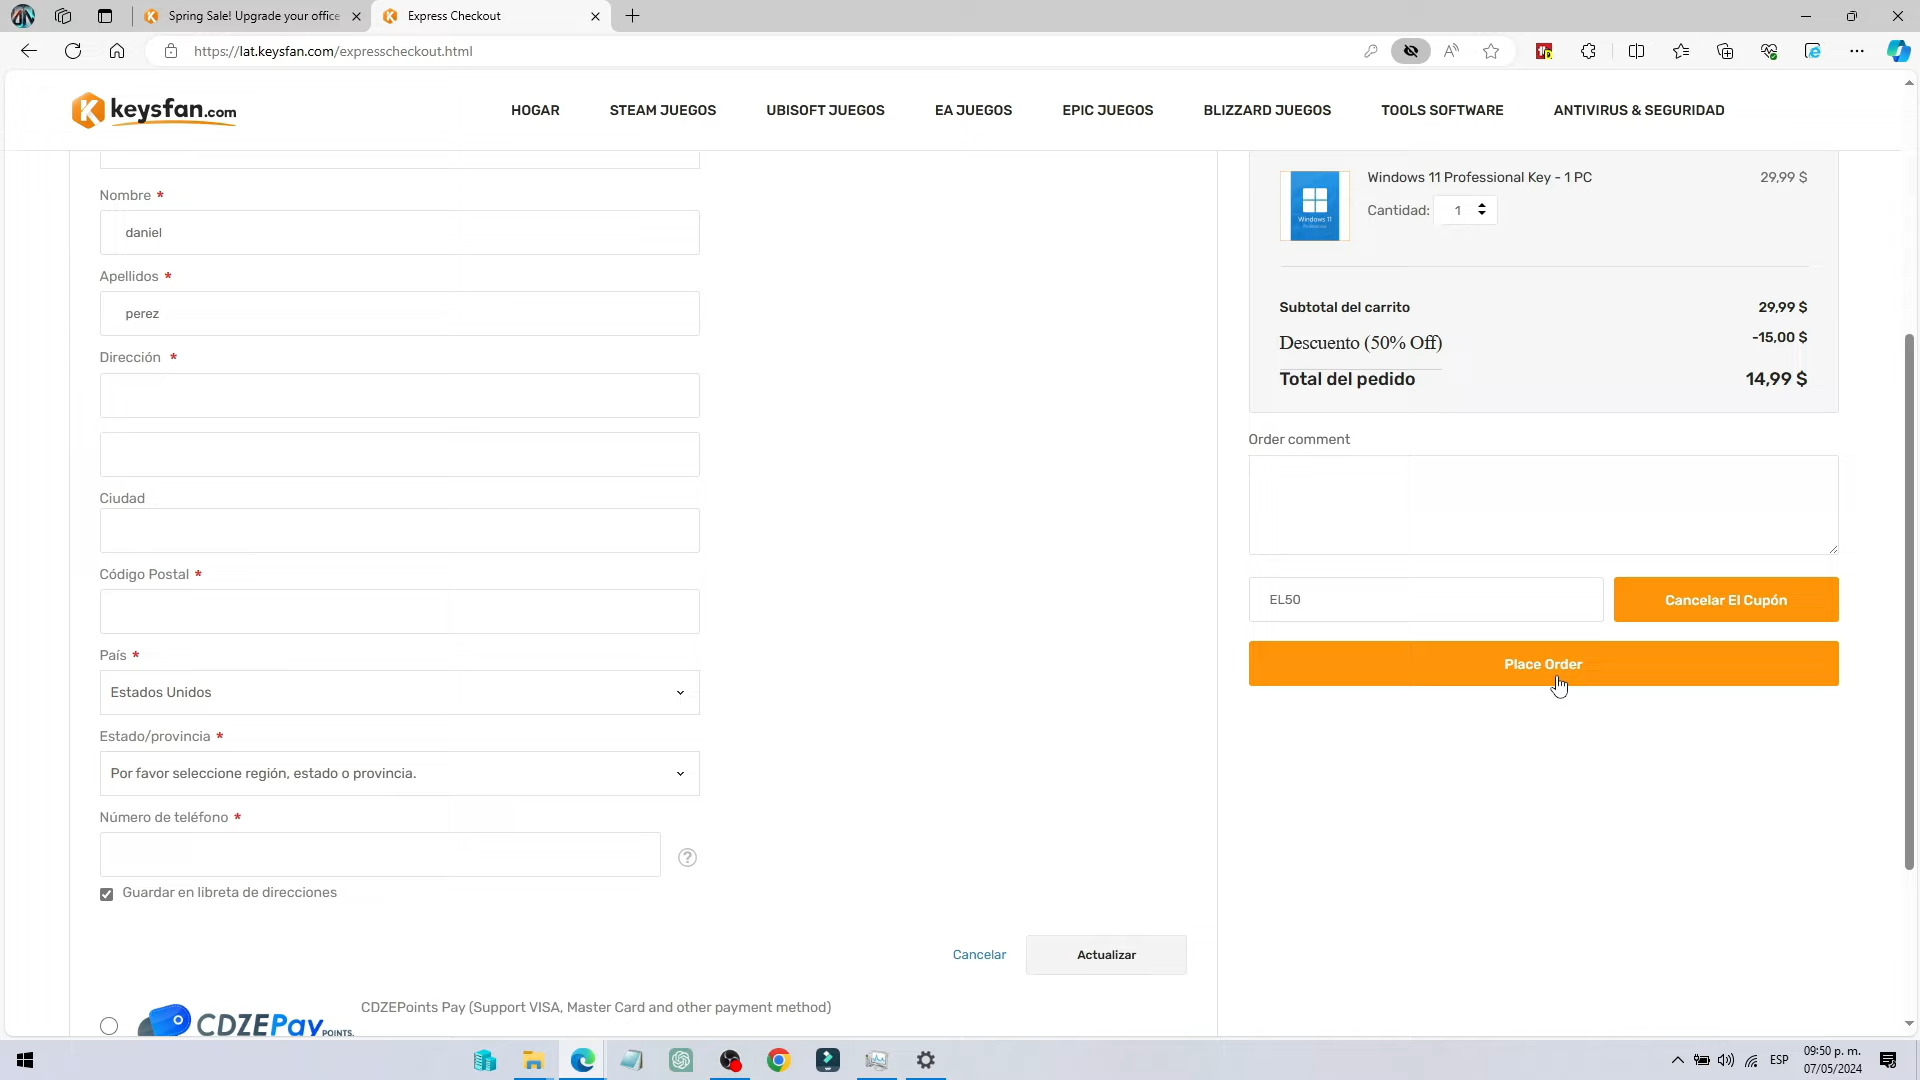 Spring Sale! Upgrade your office
Express Checkout
https://lat.keysfan.com/expresscheckout.html
keysfan.com
HOGAR
STEAM JUEGOS
UBISOFT JUEGOS
EA JUEGOS
EPIC JUEGOS
BLIZZARD JUEGOS
TOOLS SOFTWARE
ANTIVIRUS & SEGURIDAD
Nombre *
daniel
Apellidos *
perez
Dirección *
Ciudad
Código Postal *
País *
Estados Unidos
Estado/provincia *
Por favor seleccione región, estado o provincia.
Número de teléfono *
?
Guardar en libreta de direcciones
Cancelar
Actualizar
CDZEPay POINTS.
CDZEPoints Pay (Support VISA, Master Card and other payment method)
Windows 11
Windows 11 Professional Key - 1 PC
29,99 $
Cantidad: 1
Subtotal del carrito
29,99 $
Descuento (50% Off)
-15,00 $
Total del pedido
14,99 $
Order comment
EL50
Cancelar El Cupón
Place Order
ESP
09:50 p. m.
07/05/2024